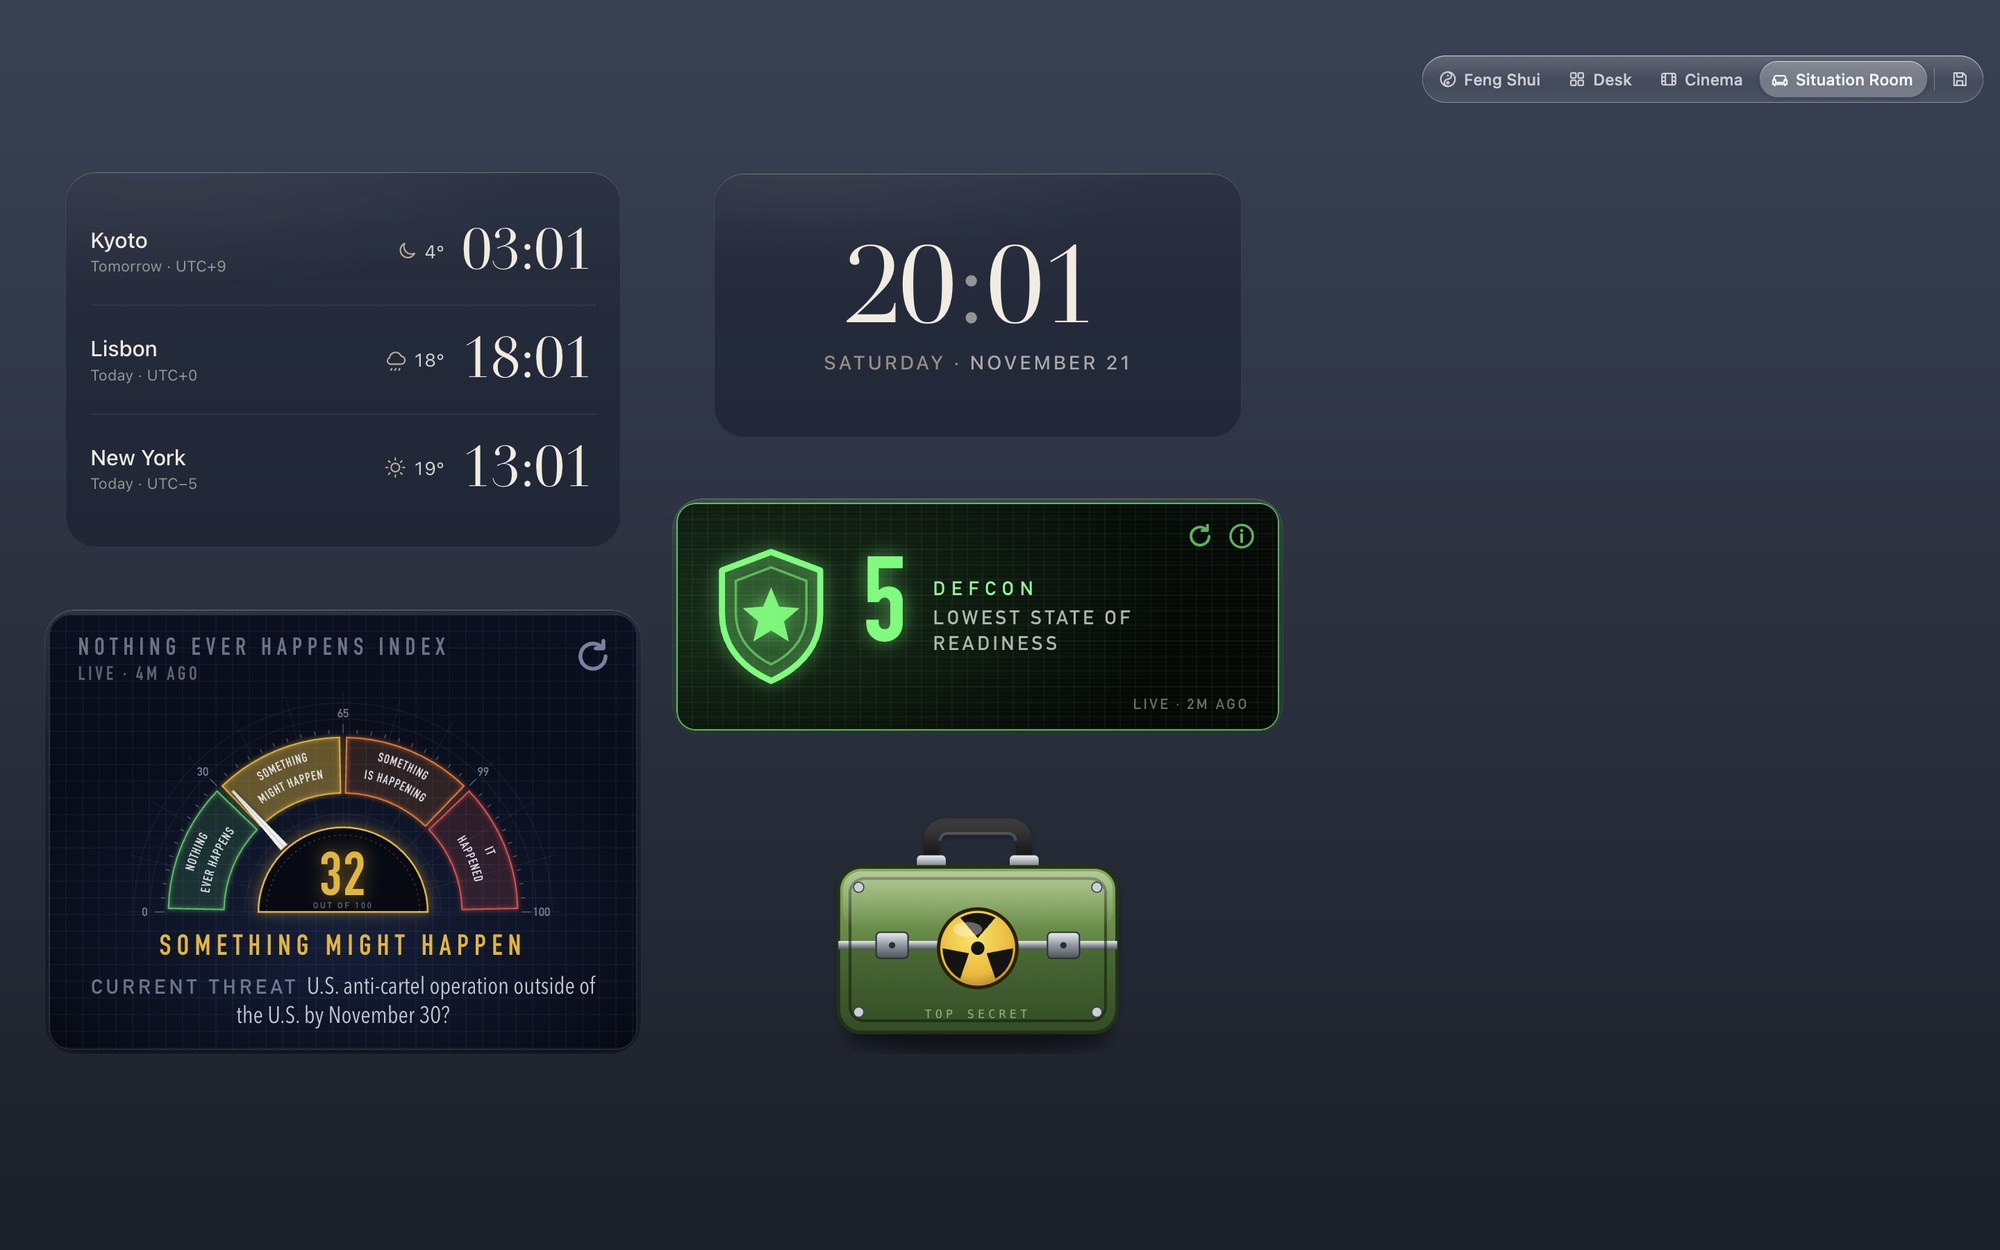 Feng Shui
Desk
Cinema
Situation Room
Kyoto
Tomorrow · UTC+9
4°
03:01
Lisbon
Today · UTC+0
18°
18:01
New York
Today · UTC−5
19°
13:01
20:01
SATURDAY · NOVEMBER 21
5
DEFCON
LOWEST STATE OF
READINESS
LIVE · 2M AGO
NOTHING EVER HAPPENS INDEX
LIVE · 4M AGO
0
30
65
99
100
NOTHING
EVER HAPPENS
SOMETHING
MIGHT HAPPEN
SOMETHING
IS HAPPENING
IT
HAPPENED
32
OUT OF 100
SOMETHING MIGHT HAPPEN
CURRENT THREAT U.S. anti-cartel operation outside of
the U.S. by November 30?
TOP SECRET